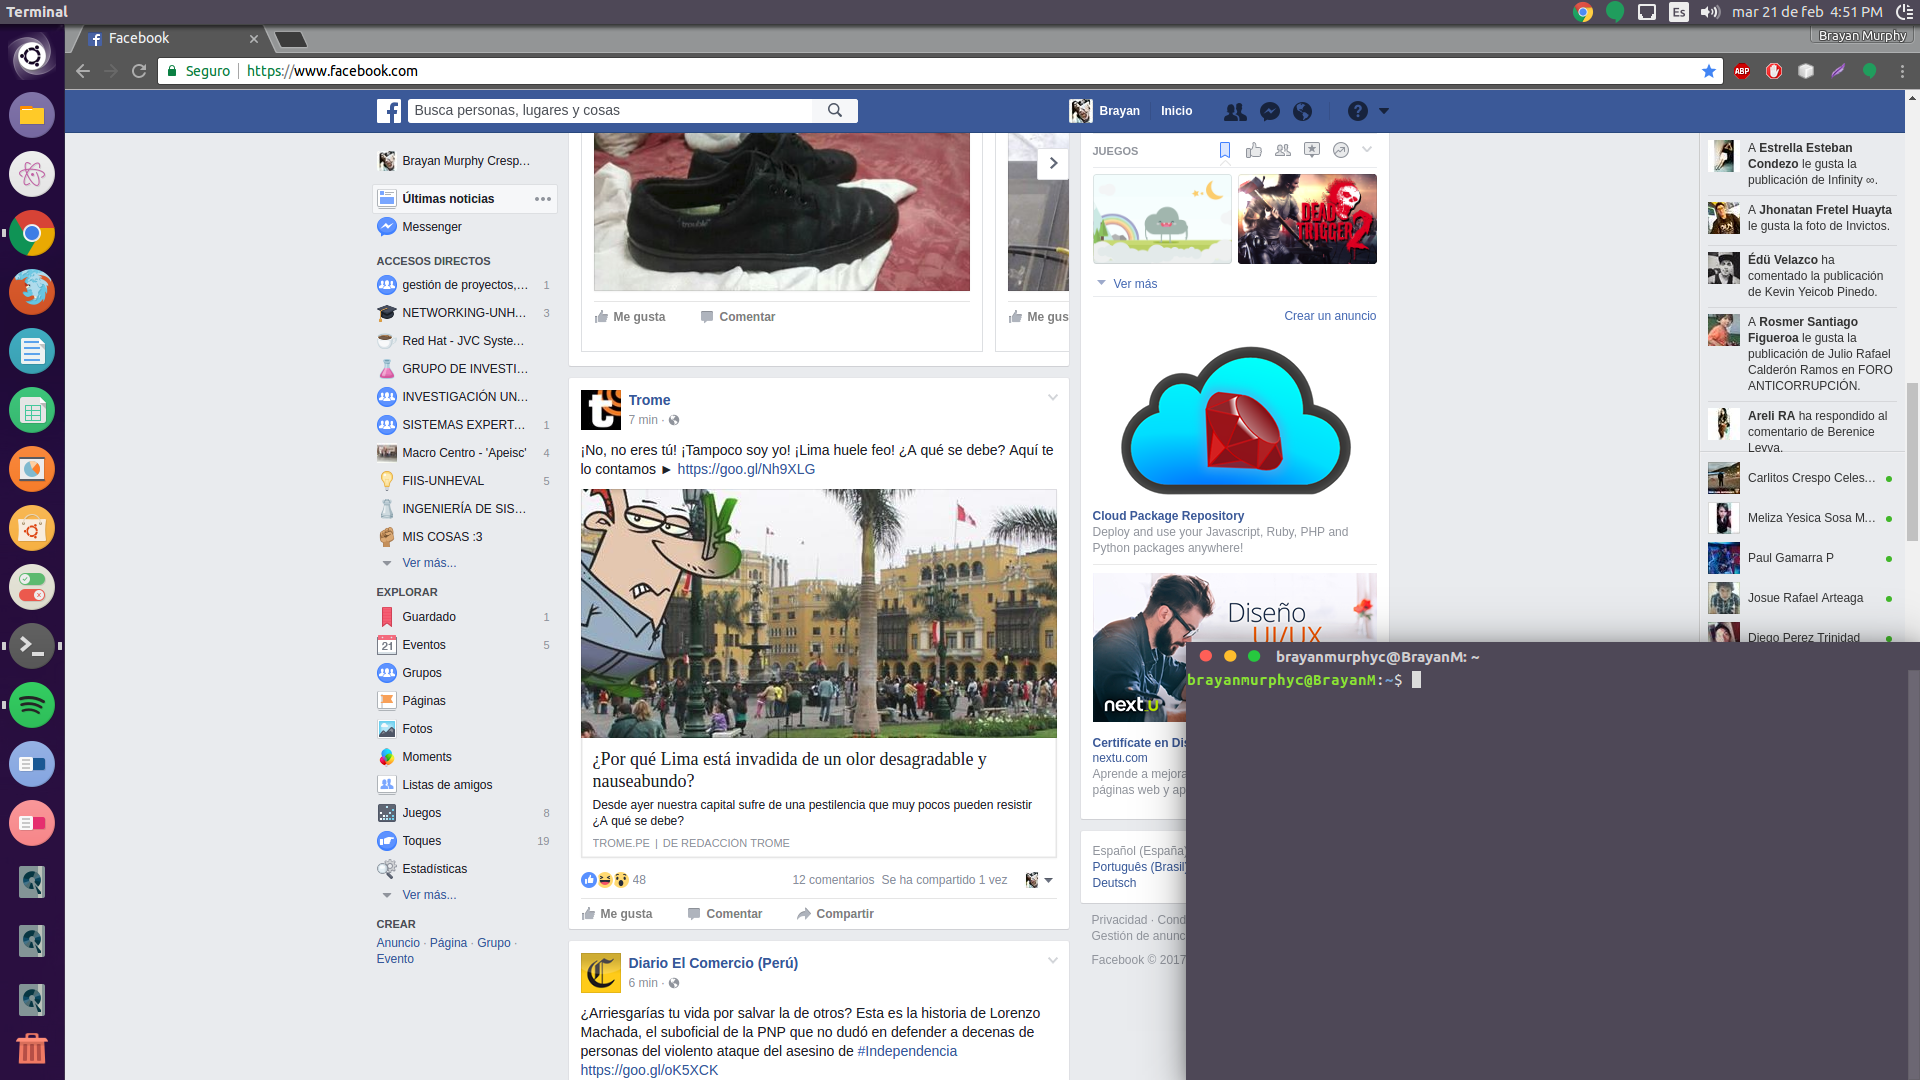 Terminal
Es
mar 21 de feb 4:51 PM
Facebook
Brayan Murphy
Seguro
https://www.facebook.com
ABP
Busca personas, lugares y cosas
Brayan
Inicio
Brayan Murphy Cresp...
Últimas noticias
Messenger
ACCESOS DIRECTOS
gestión de proyectos,... 1
NETWORKING-UNH... 3
Red Hat - JVC Syste...
GRUPO DE INVESTI...
INVESTIGACIÓN UN...
SISTEMAS EXPERT... 1
Macro Centro - 'Apeisc' 4
FIIS-UNHEVAL 5
INGENIERÍA DE SIS...
MIS COSAS :3
Ver más...
EXPLORAR
Guardado 1
21 Eventos 5
Grupos
Páginas
Fotos
Moments
Listas de amigos
Juegos 8
Toques 19
Estadísticas
Ver más...
CREAR
Anuncio · Página · Grupo ·
Evento
Me gusta Comentar
Me gus
Trome
7 min ·
¡No, no eres tú! ¡Tampoco soy yo! ¡Lima huele feo! ¿A qué se debe? Aquí te
lo contamos ► https://goo.gl/Nh9XLG
¿Por qué Lima está invadida de un olor desagradable y
nauseabundo?
Desde ayer nuestra capital sufre de una pestilencia que muy pocos pueden resistir
¿A qué se debe?
TROME.PE | DE REDACCION TROME
48
12 comentarios Se ha compartido 1 vez
Me gusta Comentar Compartir
Diario El Comercio (Perú)
6 min ·
¿Arriesgarías tu vida por salvar la de otros? Esta es la historia de Lorenzo
Machada, el suboficial de la PNP que no dudó en defender a decenas de
personas del violento ataque del asesino de #Independencia
https://goo.gl/oK5XCK
JUEGOS
DEAD
TRIGGER 2
Ver más
Crear un anuncio
Cloud Package Repository
Deploy and use your Javascript, Ruby, PHP and
Python packages anywhere!
Diseño
UI/UX
next_u
Certifícate en Dis
nextu.com
Aprende a mejora
páginas web y ap
Español (España)
Português (Brasil)
Deutsch
Privacidad · Cond
Gestión de anunc
Facebook © 2017
A Estrella Esteban
Condezo le gusta la
publicación de Infinity ∞.
A Jhonatan Fretel Huayta
le gusta la foto de Invictos.
Édü Velazco ha
comentado la publicación
de Kevin Yeicob Pinedo.
A Rosmer Santiago
Figueroa le gusta la
publicación de Julio Rafael
Calderón Ramos en FORO
ANTICORRUPCIÓN.
Areli RA ha respondido al
comentario de Berenice
Leyva.
Carlitos Crespo Celes...
Meliza Yesica Sosa M...
Paul Gamarra P
Josue Rafael Arteaga
Diego Perez Trinidad
brayanmurphyc@BrayanM: ~
brayanmurphyc@BrayanM:~$